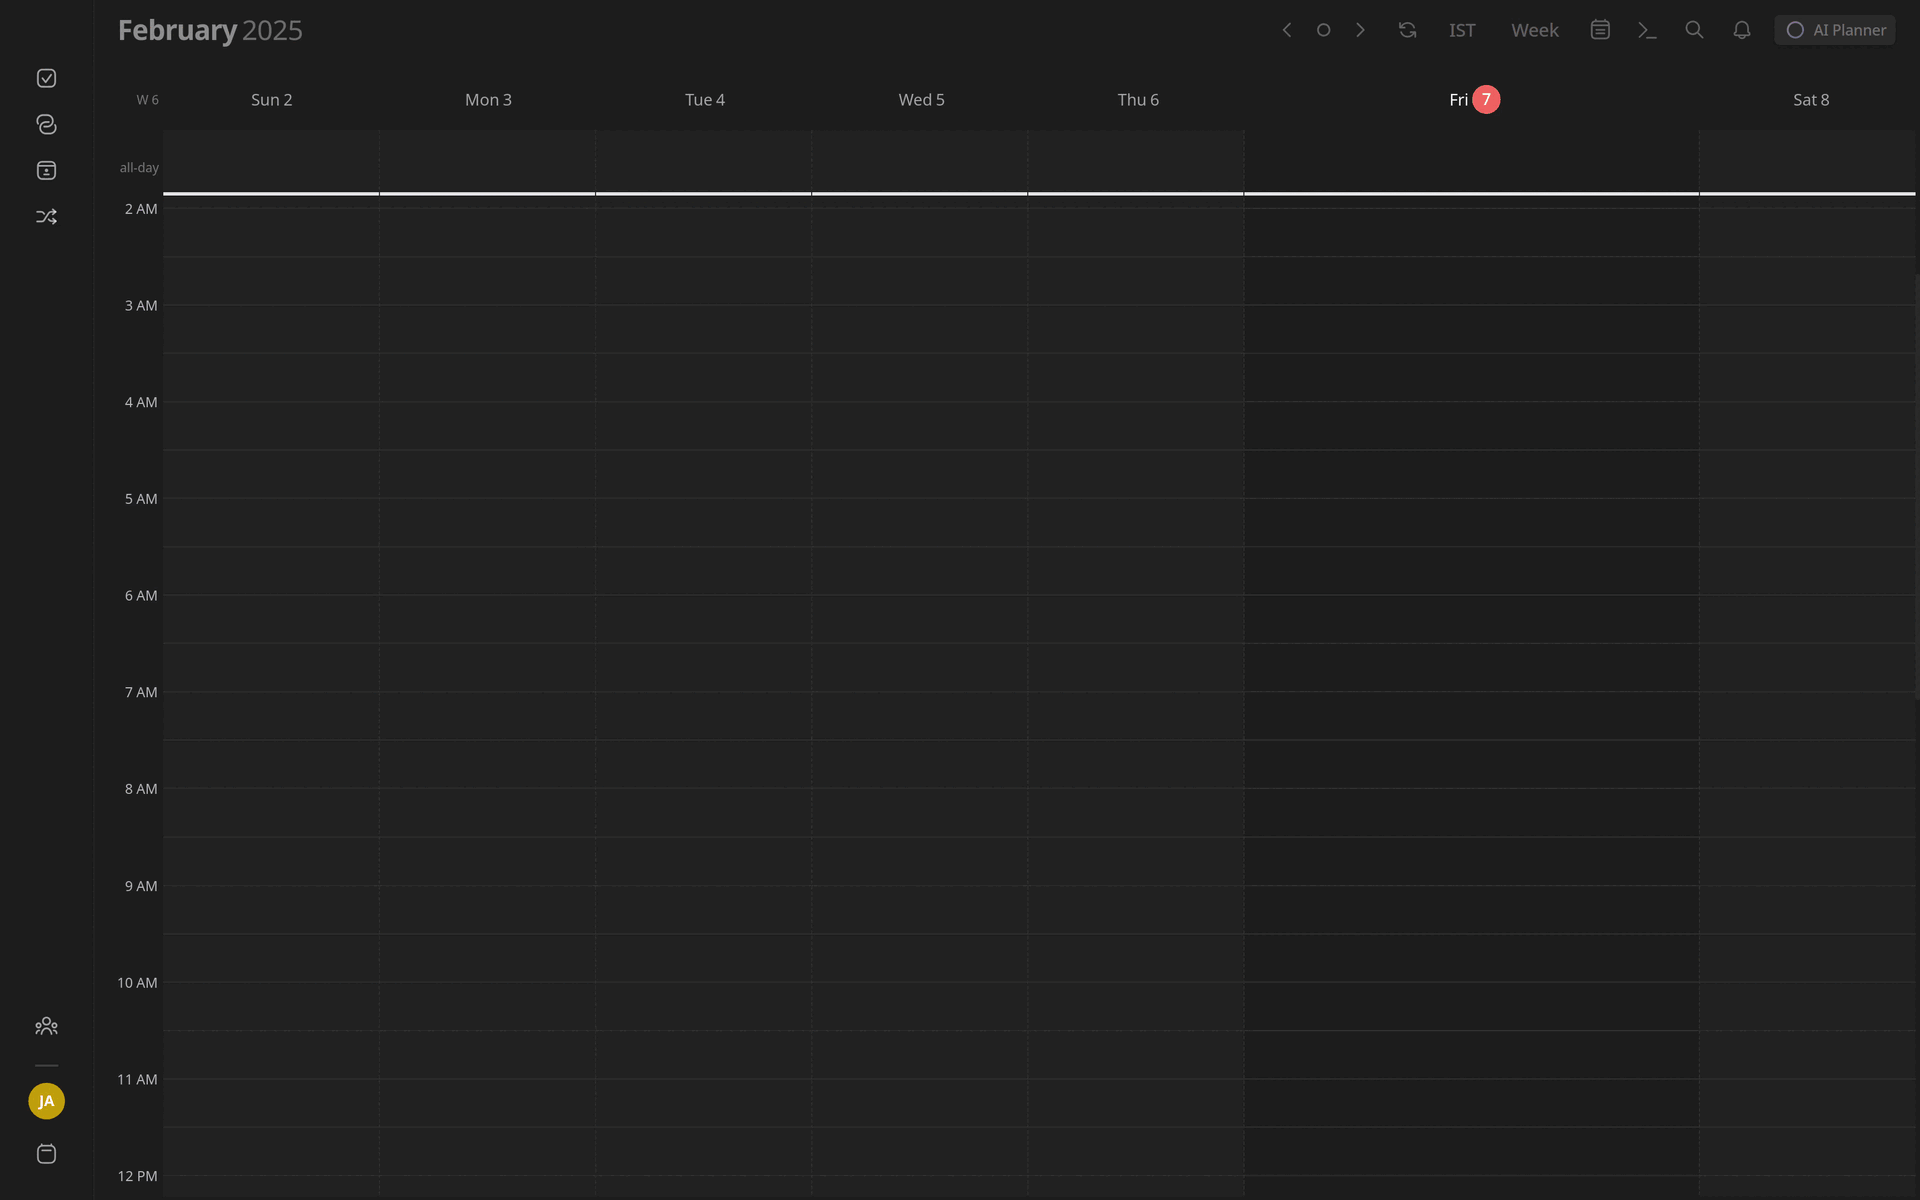 February 2025
IST
Week
AI Planner
W 6
Sun 2
Mon 3
Tue 4
Wed 5
Thu 6
Fri 7
Sat 8
all-day
2 AM
3 AM
4 AM
5 AM
6 AM
7 AM
8 AM
9 AM
10 AM
11 AM
12 PM
JA